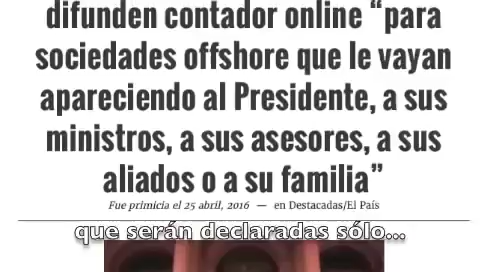 difunden contador online “para
sociedades offshore que le vayan
apareciendo al Presidente, a sus
ministros, a sus asesores, a sus
aliados o a su familia”
Fue primicia el 25 abril, 2016 — en Destacadas/El País
que serán declaradas sólo...